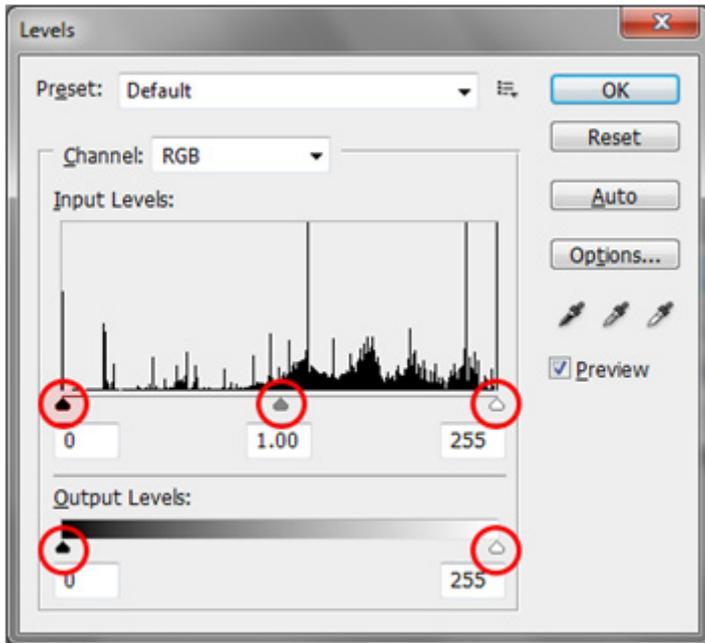 Levels
Preset: Default
OK
Channel: RGB
Reset
Input Levels:
Auto
Options...
Preview
0 1.00 255
Output Levels:
0 255